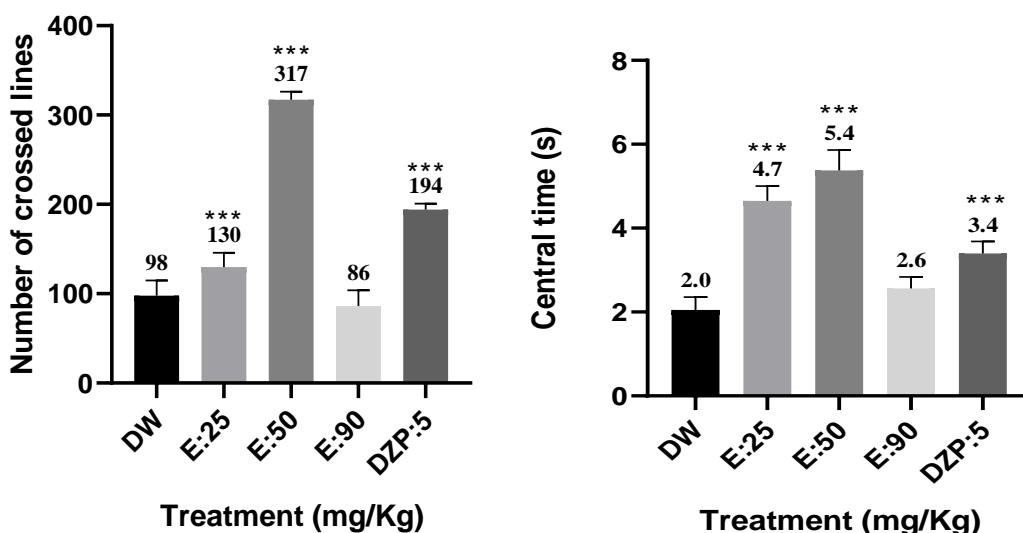 Number of crossed lines
400
300
200
100
0
98
***
130
***
317
86
***
194
DW
E:25
E:50
E:90
DZP:5
Treatment (mg/Kg)
Central time (s)
8
6
4
2
0
2.0
***
4.7
***
5.4
2.6
***
3.4
DW
E:25
E:50
E:90
DZP:5
Treatment (mg/Kg)